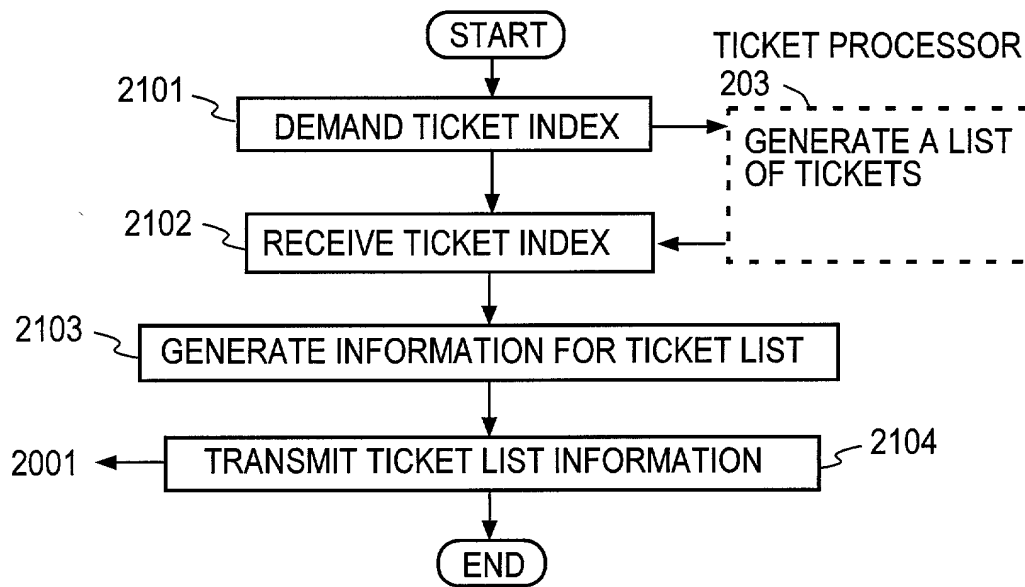 START
TICKET PROCESSOR
203
2101
DEMAND TICKET INDEX
GENERATE A LIST
OF TICKETS
2102
RECEIVE TICKET INDEX
2103
GENERATE INFORMATION FOR TICKET LIST
2104
2001
TRANSMIT TICKET LIST INFORMATION
END